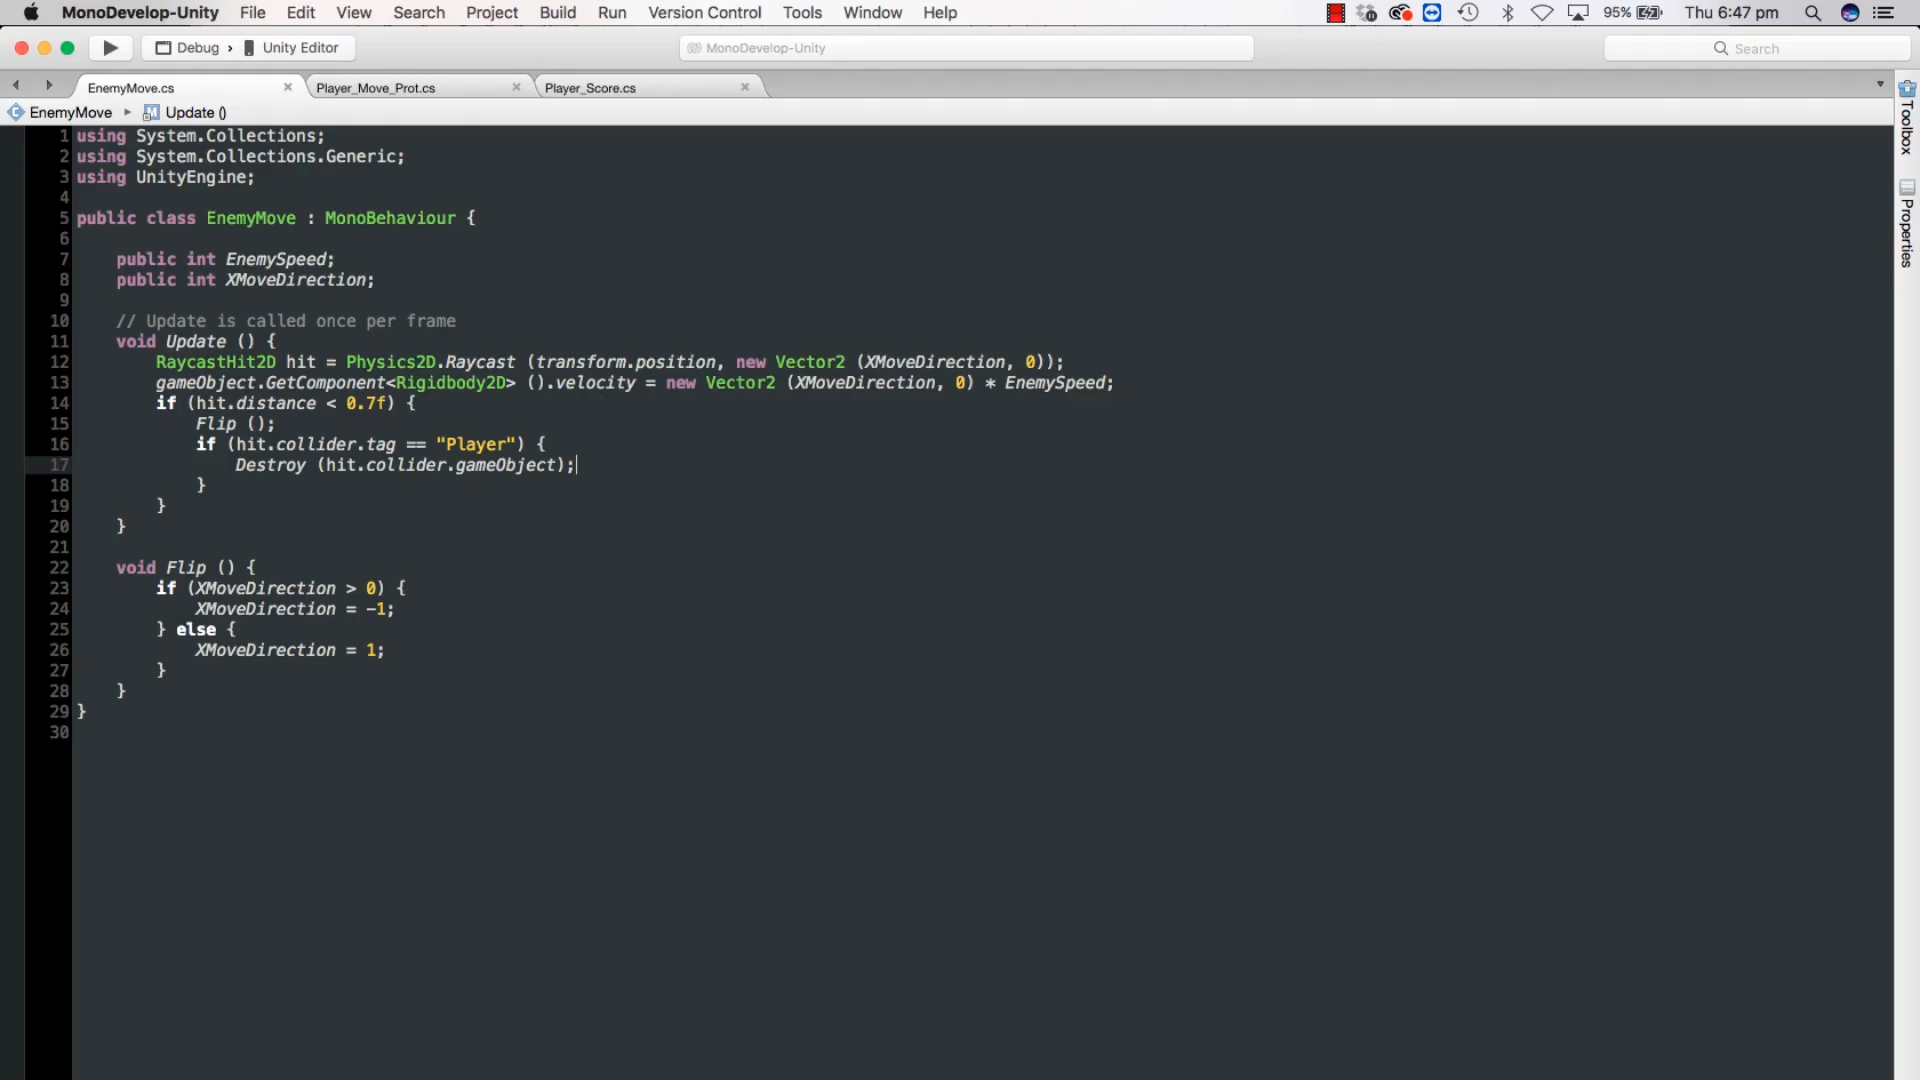 MonoDevelop-Unity File Edit View Search Project Build Run Version Control Tools Window Help 95% Thu 6:47 pm
Debug › Unity Editor MonoDevelop-Unity Search
EnemyMove.cs Player_Move_Prot.cs Player_Score.cs
EnemyMove Update ()
Toolbox
Properties
1 using System.Collections;
2 using System.Collections.Generic;
3 using UnityEngine;
4
5 public class EnemyMove : MonoBehaviour {
6
7 public int EnemySpeed;
8 public int XMoveDirection;
9
10 // Update is called once per frame
11 void Update () {
12 RaycastHit2D hit = Physics2D.Raycast (transform.position, new Vector2 (XMoveDirection, 0));
13 gameObject.GetComponent<Rigidbody2D> ().velocity = new Vector2 (XMoveDirection, 0) * EnemySpeed;
14 if (hit.distance < 0.7f) {
15 Flip ();
16 if (hit.collider.tag == "Player") {
17 Destroy (hit.collider.gameObject);
18 }
19 }
20 }
21
22 void Flip () {
23 if (XMoveDirection > 0) {
24 XMoveDirection = -1;
25 } else {
26 XMoveDirection = 1;
27 }
28 }
29 }
30